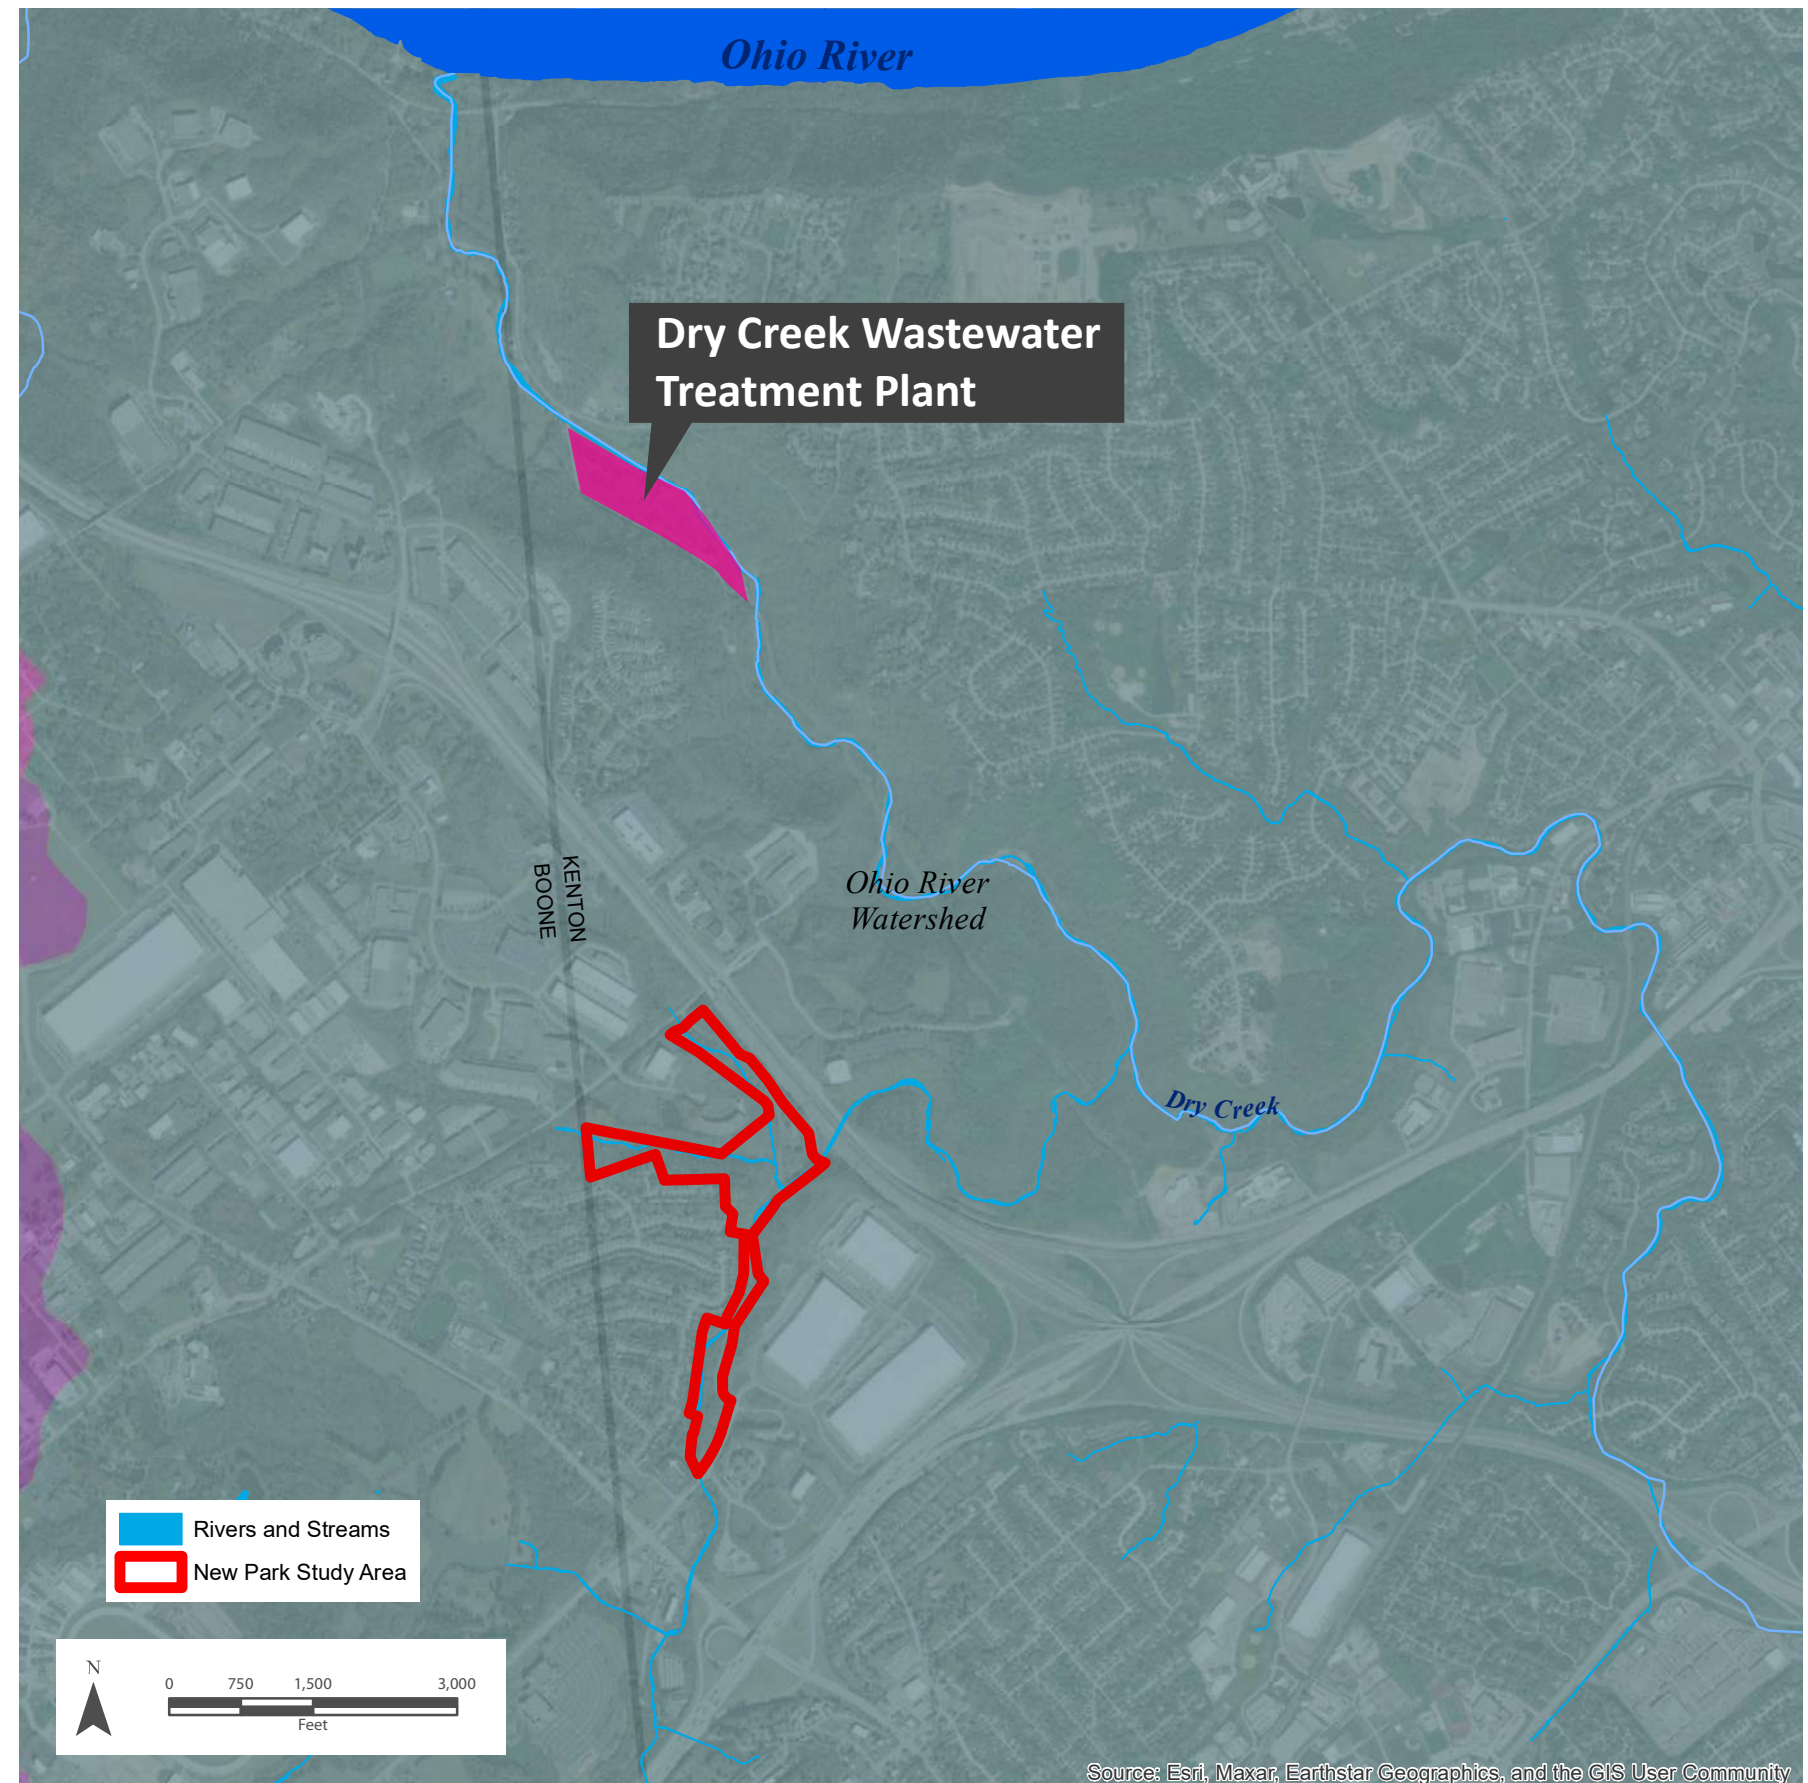 Ohio River
Dry Creek Wastewater
Treatment Plant
KENTON
BOONE
Ohio River
Watershed
Dry Creek
Rivers and Streams
New Park Study Area
N
0 750 1,500 3,000
Feet
Source: Esri, Maxar, Earthstar Geographics, and the GIS User Community